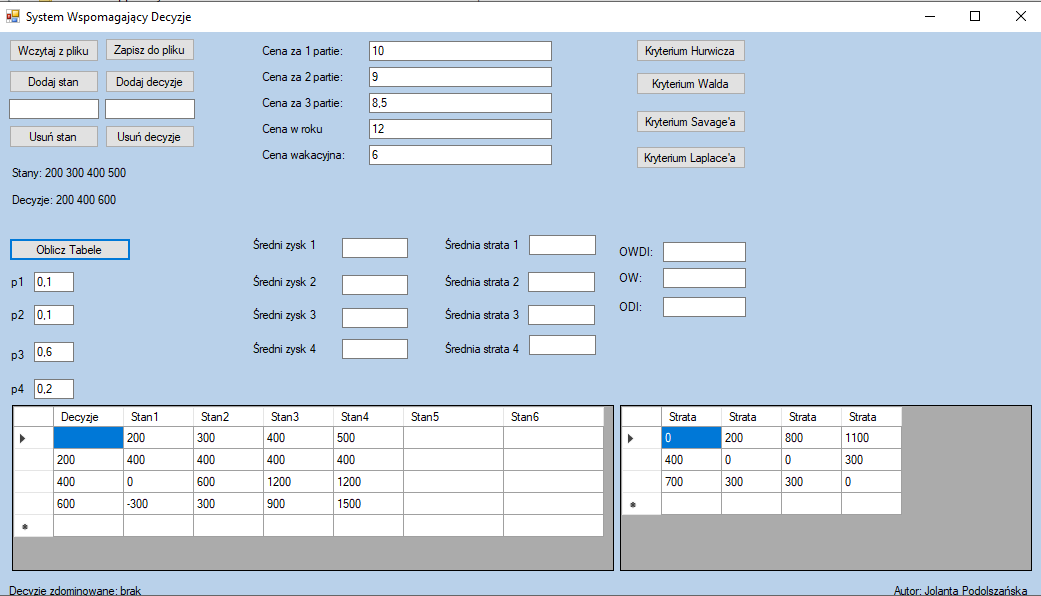 System Wspomagający Decyzje
Wczytaj z pliku Zapisz do pliku
Dodaj stan Dodaj decyzje
Usuń stan Usuń decyzje
Stany: 200 300 400 500
Decyzje: 200 400 600
Cena za 1 partie: 10
Cena za 2 partie: 9
Cena za 3 partie: 8,5
Cena w roku 12
Cena wakacyjna: 6
Kryterium Hurwicza
Kryterium Walda
Kryterium Savage'a
Kryterium Laplace'a
Oblicz Tabele
p1 0,1
p2 0,1
p3 0,6
p4 0,2
Średni zysk 1
Średni zysk 2
Średni zysk 3
Średni zysk 4
Średnia strata 1
Średnia strata 2
Średnia strata 3
Średnia strata 4
OWDI:
OW:
ODI:
Decyzje Stan1 Stan2 Stan3 Stan4 Stan5 Stan6
200 300 400 500
200 400 400 400 400
400 0 600 1200 1200
600 -300 300 900 1500
Strata Strata Strata Strata
0 200 800 1100
400 0 0 300
700 300 300 0
Decyzje zdominowane: brak
Autor: Jolanta Podolszańska